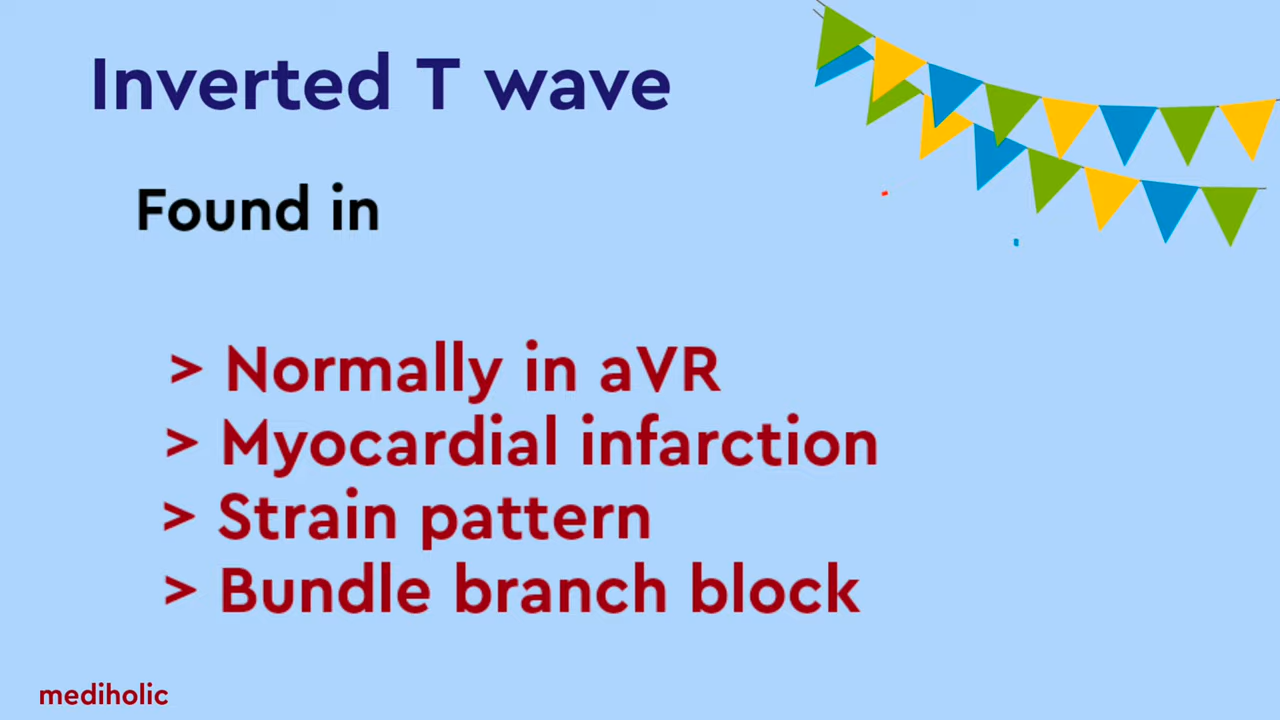 Inverted T wave
Found in
> Normally in aVR
> Myocardial infarction
> Strain pattern
> Bundle branch block
mediholic